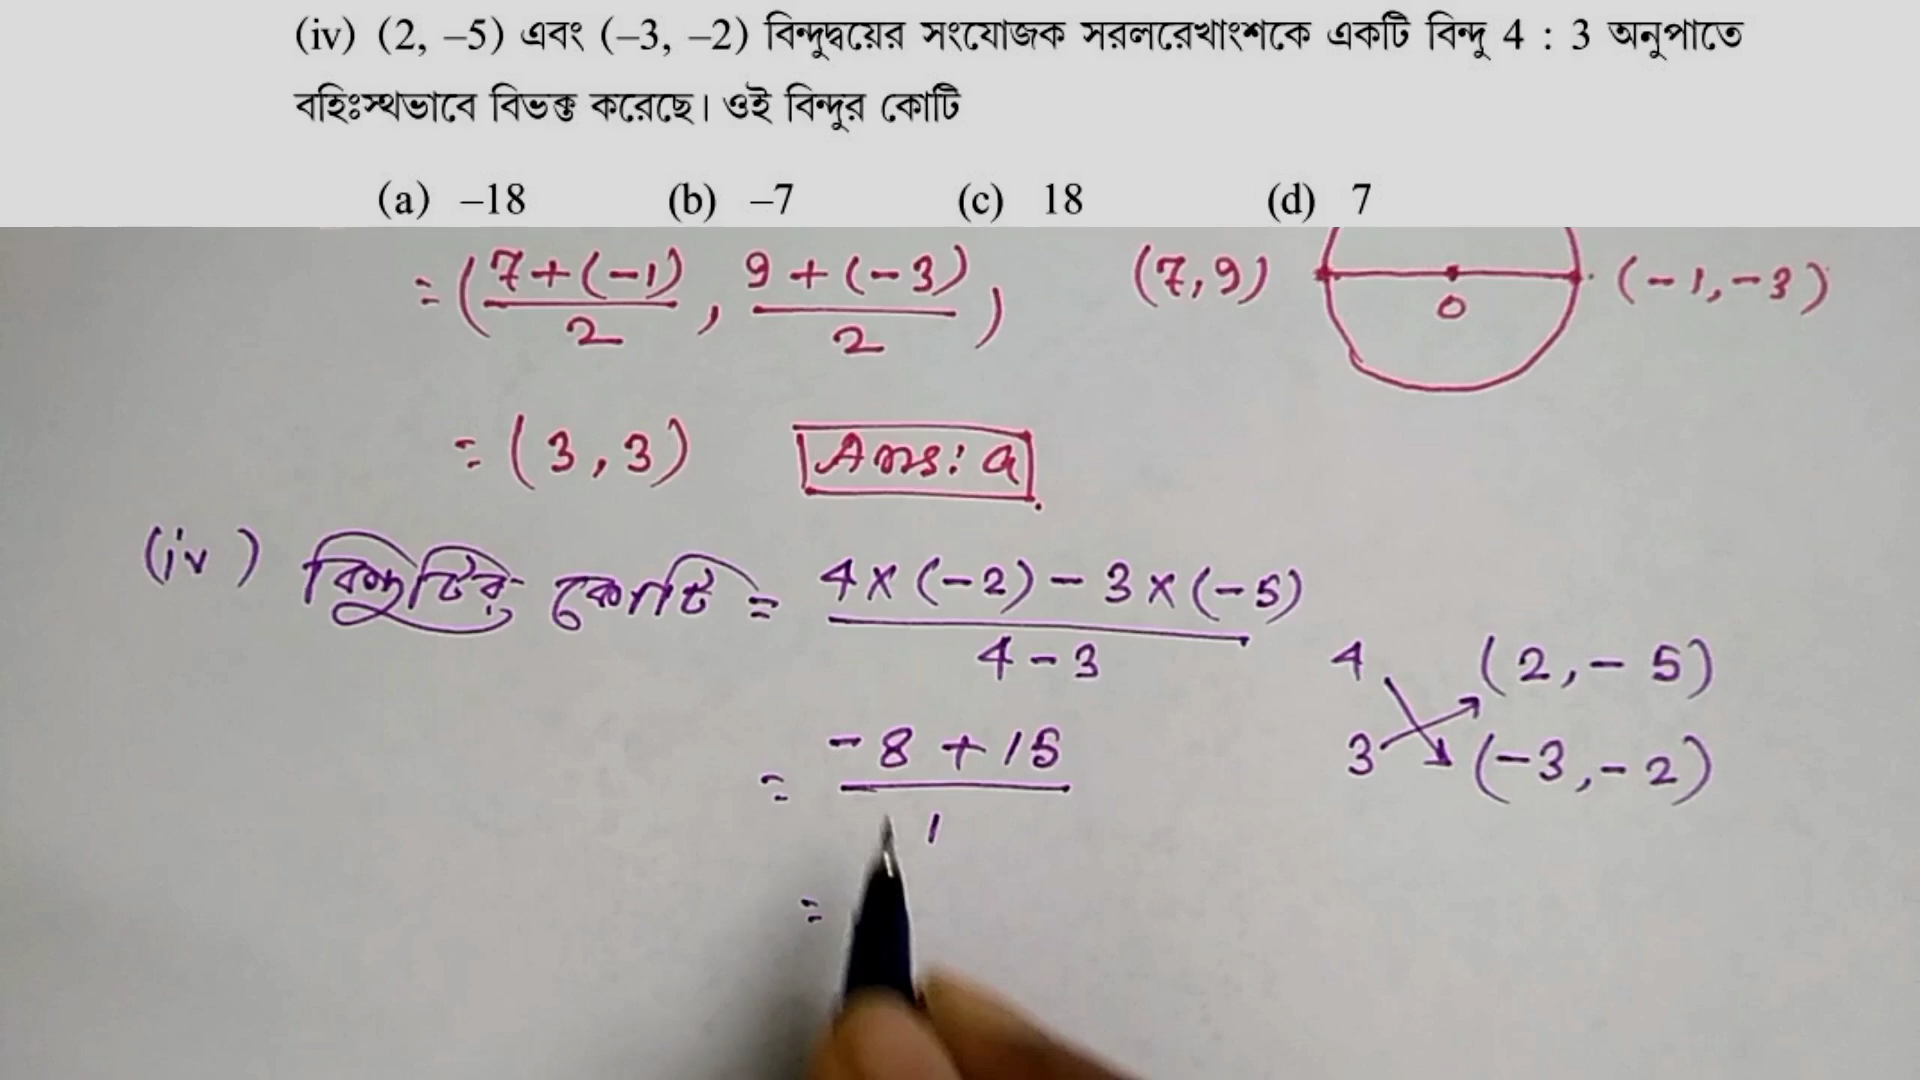 (iv) (2, –5) এবং (–3, –2) বিন্দুদ্বয়ের সংযোজক সরলরেখাংশকে একটি বিন্দু 4 : 3 অনুপাতে
বহিঃস্থভাবে বিভক্ত করেছে। ওই বিন্দুর কোটি
(a) –18 (b) –7 (c) 18 (d) 7
= (7+(-1)/2, 9+(-3)/2)
(7,9) O (-1,-3)
= (3,3) Ans: a
(iv) বিন্দুটির কোটি = 4×(-2)-3×(-5)/4-3
4 (2,-5)
3 (-3,-2)
= -8+15/1
=